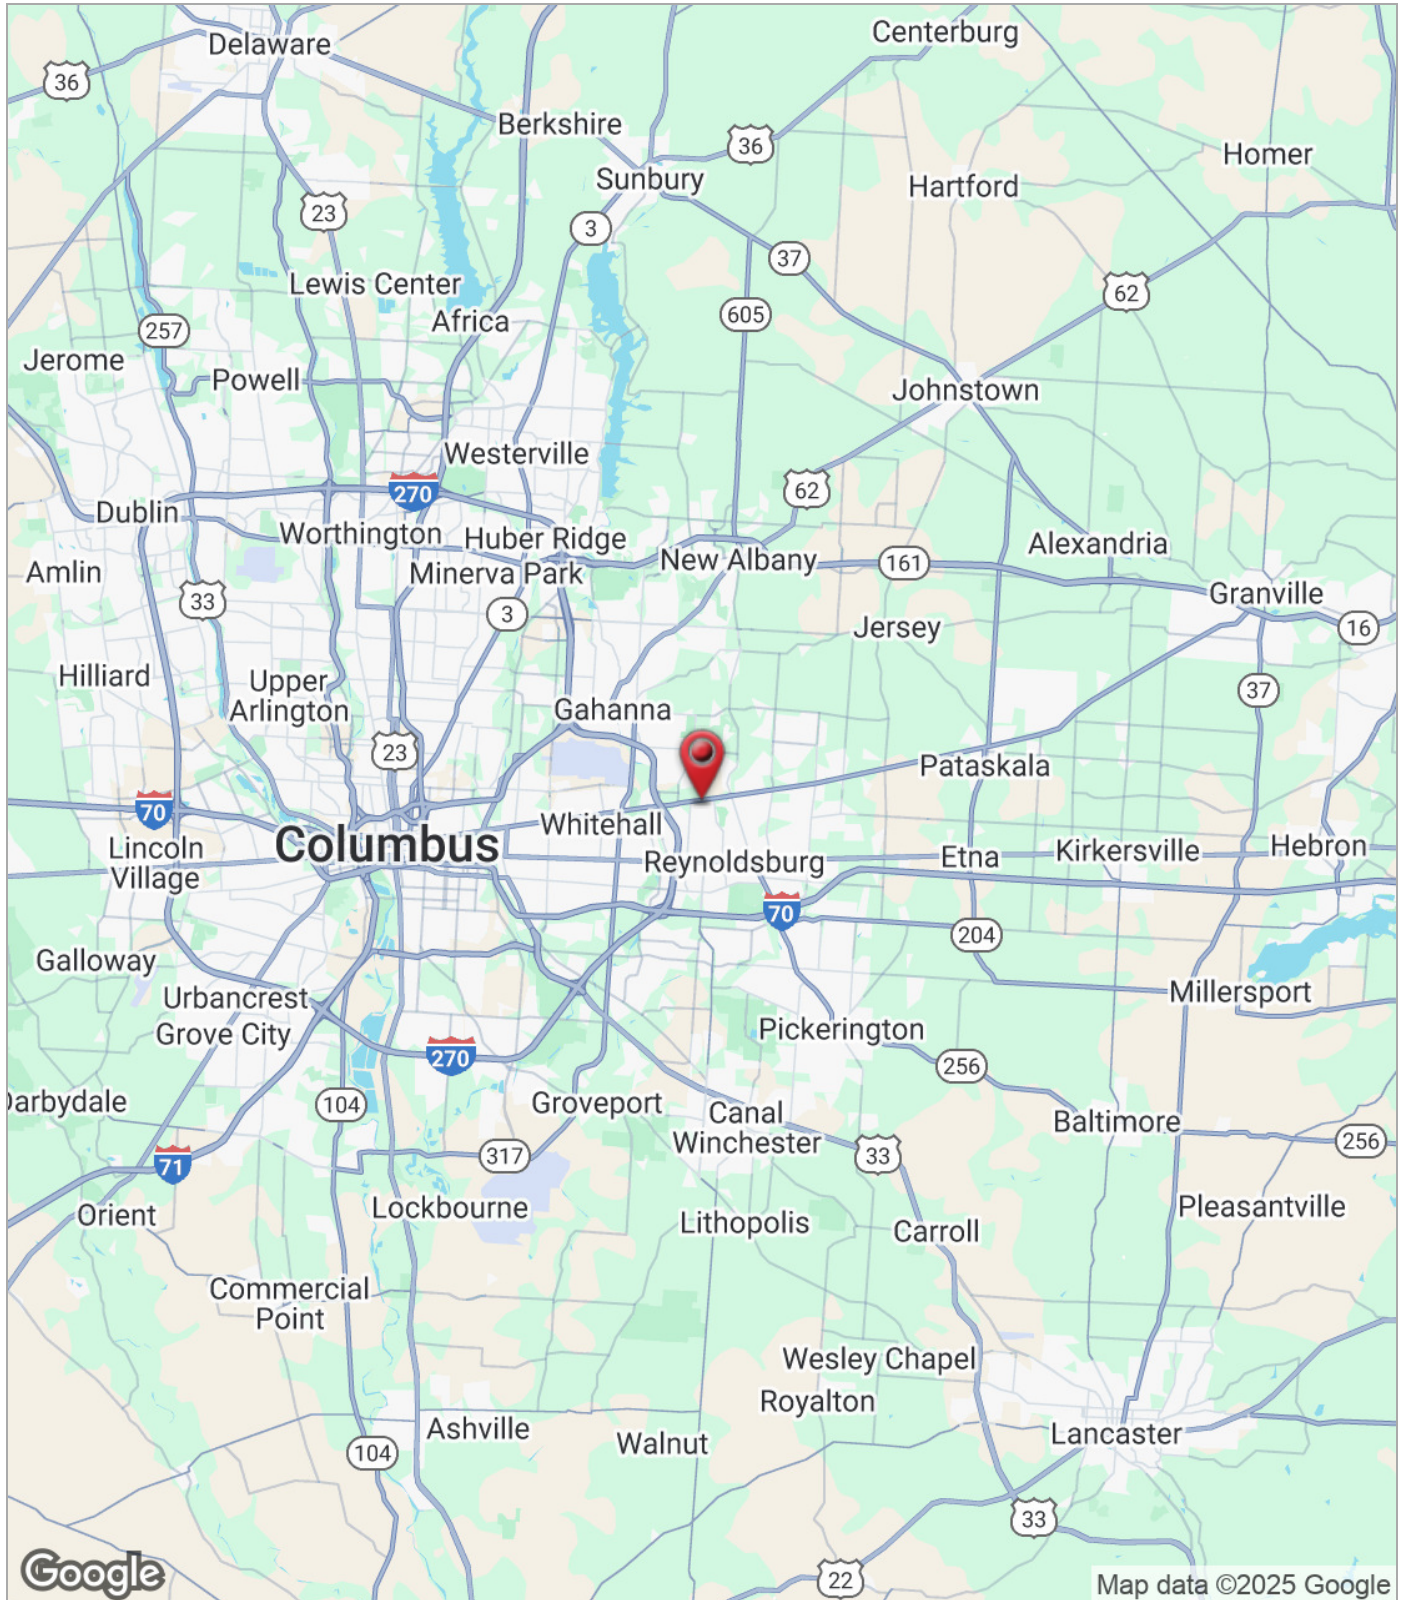 Delaware
Centerburg
36
Berkshire
36
Homer
Sunbury
Hartford
23
3
37
Lewis Center
62
605
Africa
257
Jerome
Powell
Johnstown
Westerville
270
62
Dublin
Worthington
Huber Ridge
Alexandria
New Albany
161
Amlin
Minerva Park
Granville
33
3
Jersey
16
Hilliard
Upper
Arlington
37
Gahanna
23
Pataskala
70
Whitehall
Columbus
Lincoln
Village
Reynoldsburg
Etna
Kirkersville
Hebron
70
204
Galloway
Urbancrest
Millersport
Grove City
Pickerington
270
256
arbydale
104
Groveport
Canal
Winchester
Baltimore
256
71
317
33
Orient
Lockbourne
Lithopolis
Carroll
Pleasantville
Commercial
Point
Wesley Chapel
Royalton
Ashville
Walnut
Lancaster
104
33
Google
22
Map data ©2025 Google